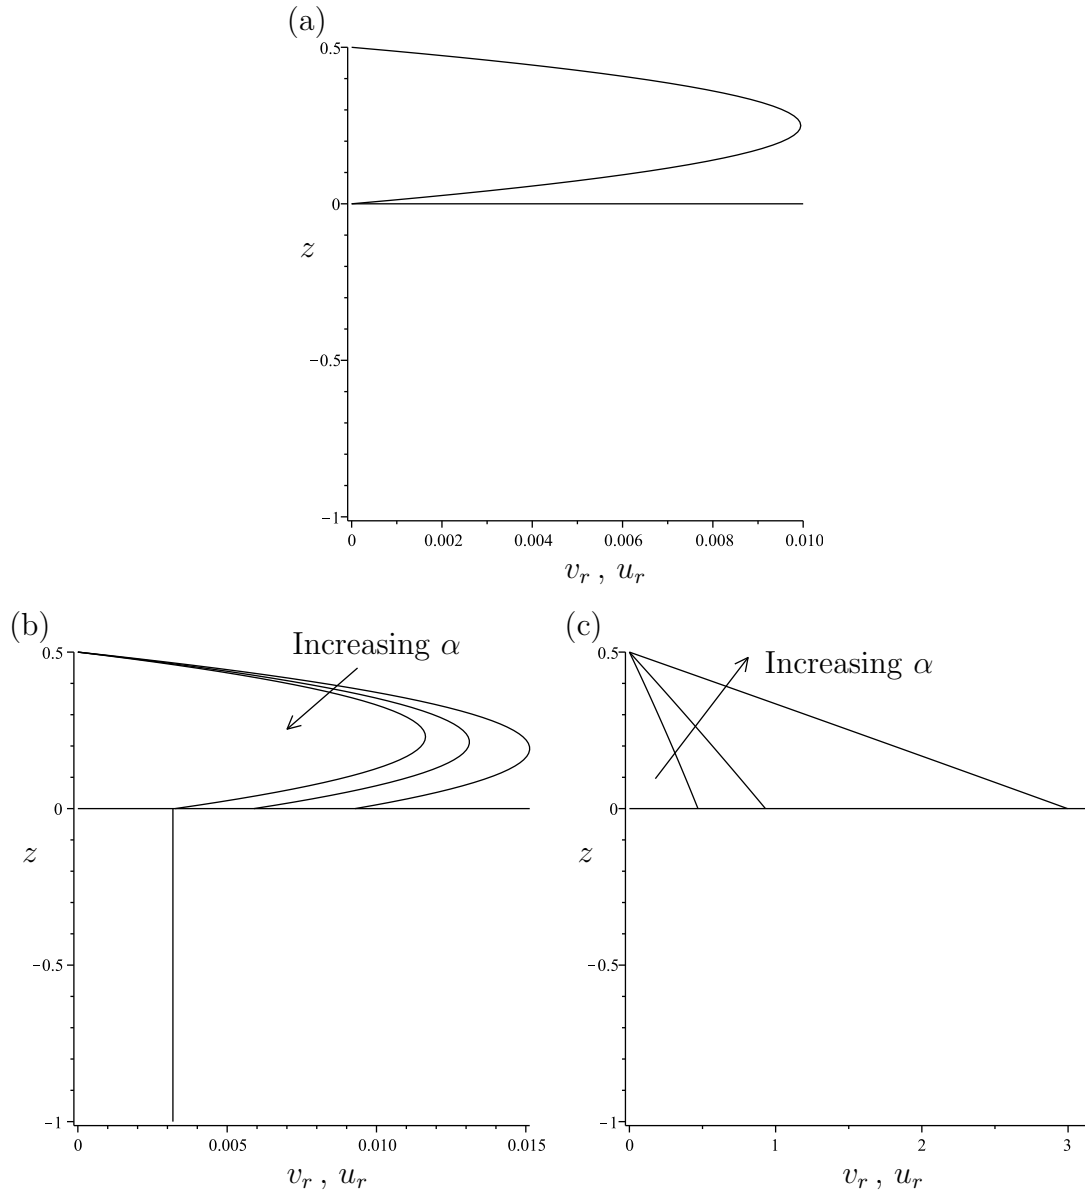 (a)
0.5
0
z
−0.5
−1
0 0.002 0.004 0.006 0.008 0.010
v_r , u_r
(b)
Increasing α
0.5
0
z
−0.5
−1
0 0.005 0.010 0.015
v_r , u_r
(c)
Increasing α
0.5
0
z
−0.5
−1
0 1 2 3
v_r , u_r